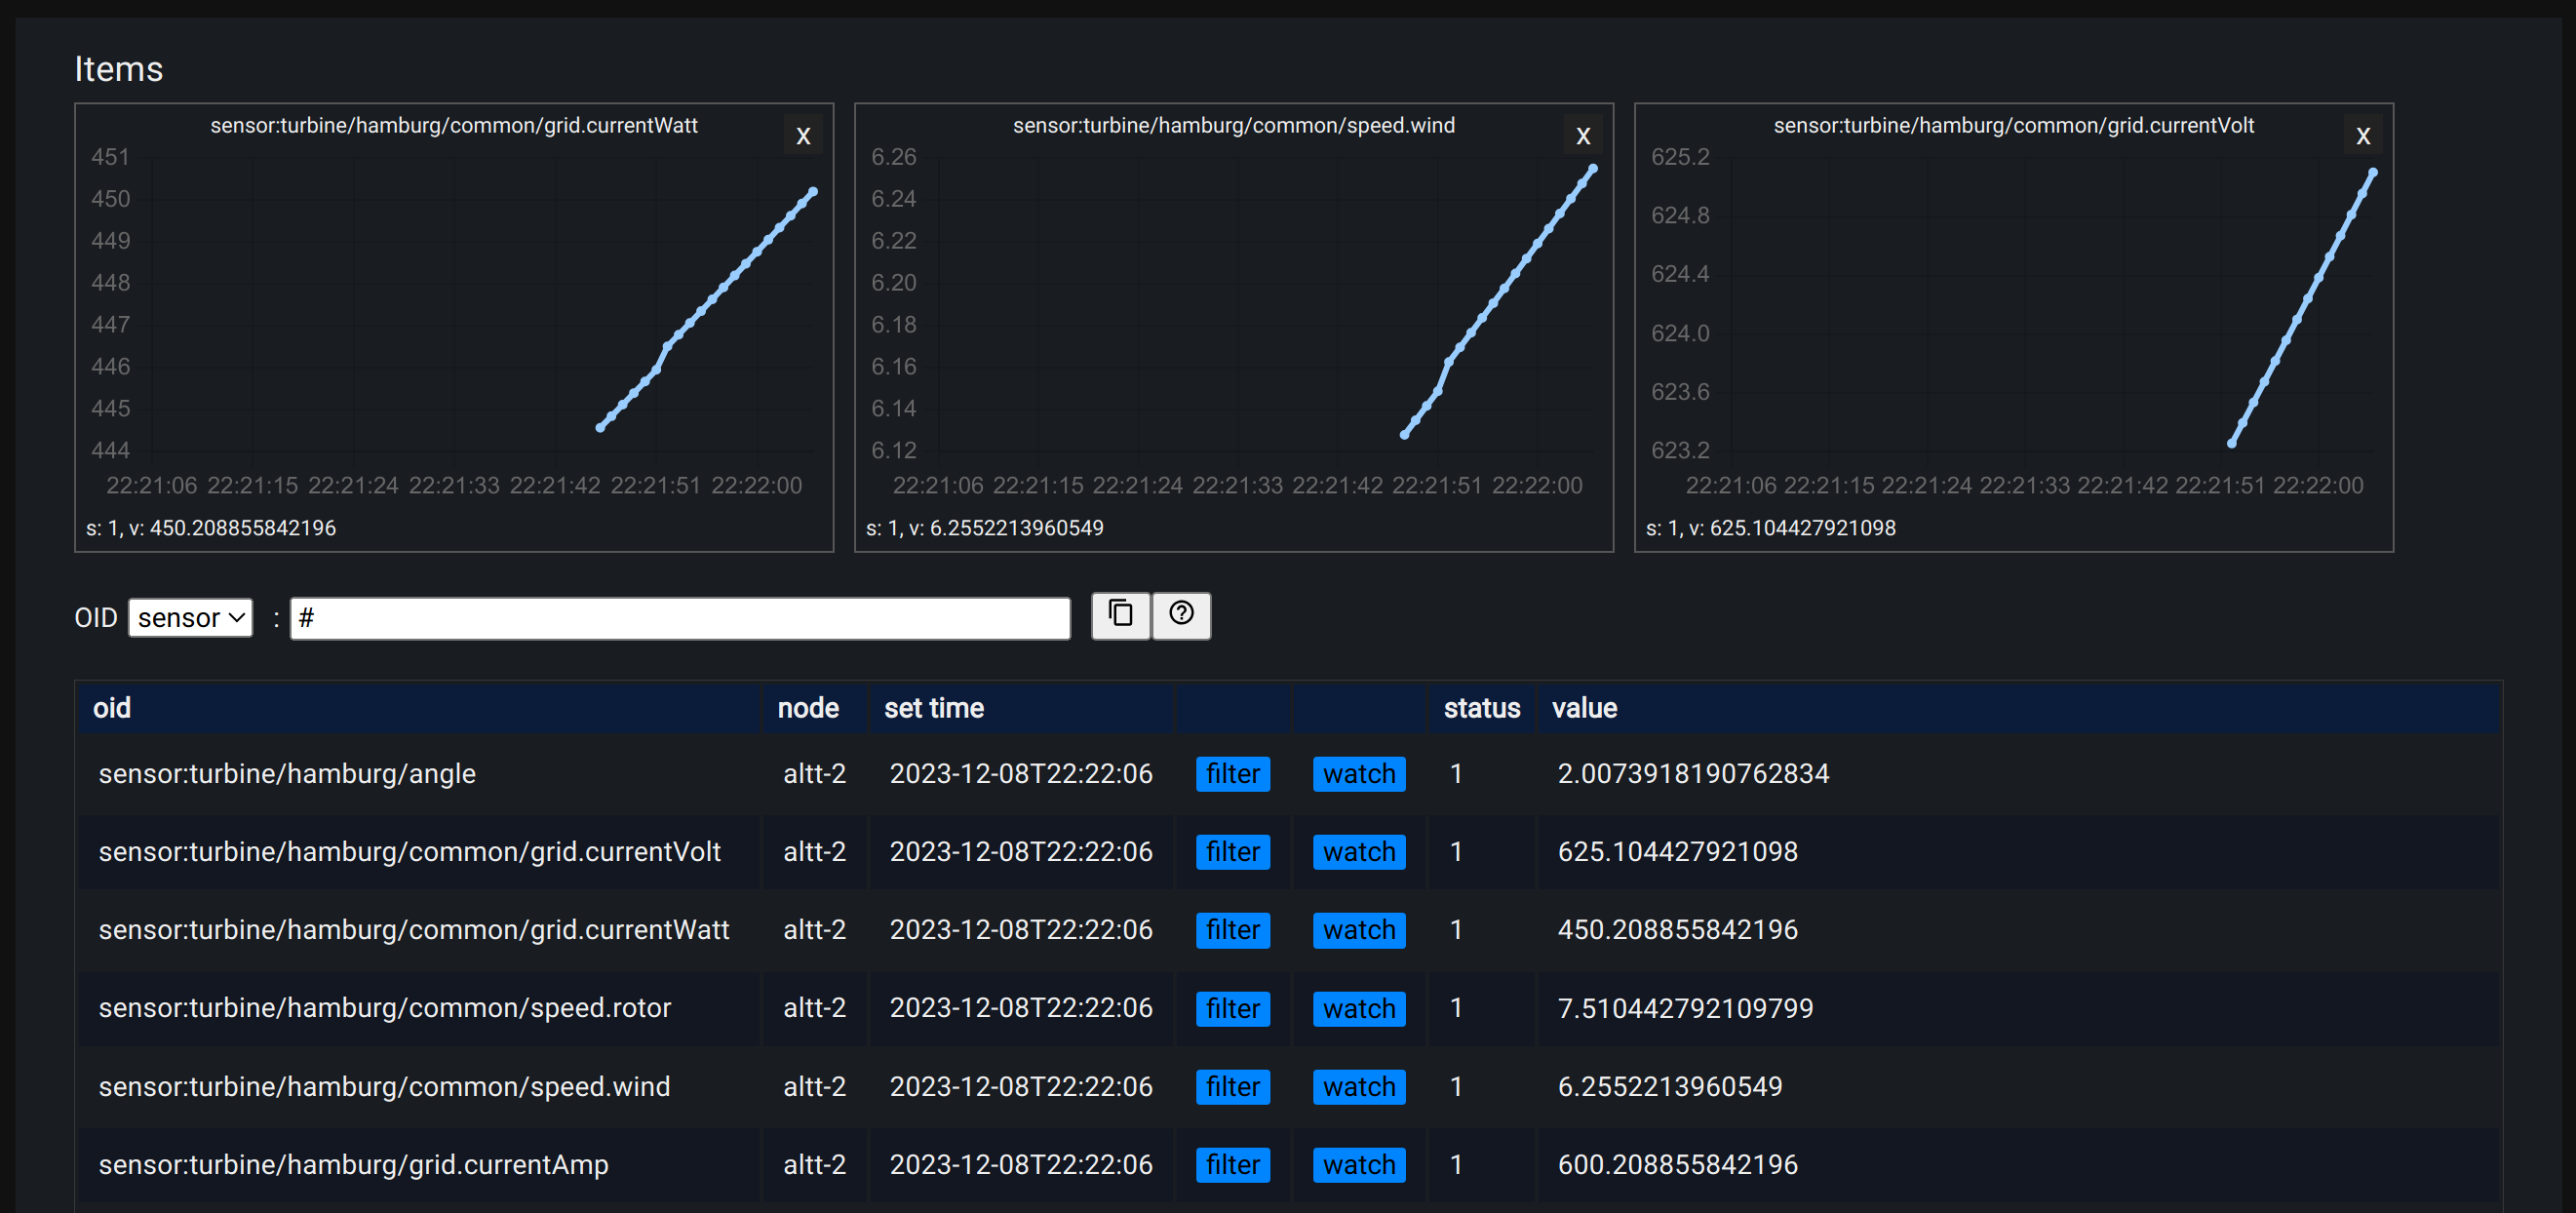 Items
sensor:turbine/hamburg/common/grid.currentWatt X
451
450
449
448
447
446
445
444
22:21:06 22:21:15 22:21:24 22:21:33 22:21:42 22:21:51 22:22:00
s: 1, v: 450.208855842196
sensor:turbine/hamburg/common/speed.wind X
6.26
6.24
6.22
6.20
6.18
6.16
6.14
6.12
22:21:06 22:21:15 22:21:24 22:21:33 22:21:42 22:21:51 22:22:00
s: 1, v: 6.2552213960549
sensor:turbine/hamburg/common/grid.currentVolt X
625.2
624.8
624.4
624.0
623.6
623.2
22:21:06 22:21:15 22:21:24 22:21:33 22:21:42 22:21:51 22:22:00
s: 1, v: 625.104427921098
OID sensor : #
oid node set time status value
sensor:turbine/hamburg/angle altt-2 2023-12-08T22:22:06 filter watch 1 2.0073918190762834
sensor:turbine/hamburg/common/grid.currentVolt altt-2 2023-12-08T22:22:06 filter watch 1 625.104427921098
sensor:turbine/hamburg/common/grid.currentWatt altt-2 2023-12-08T22:22:06 filter watch 1 450.208855842196
sensor:turbine/hamburg/common/speed.rotor altt-2 2023-12-08T22:22:06 filter watch 1 7.510442792109799
sensor:turbine/hamburg/common/speed.wind altt-2 2023-12-08T22:22:06 filter watch 1 6.2552213960549
sensor:turbine/hamburg/grid.currentAmp altt-2 2023-12-08T22:22:06 filter watch 1 600.208855842196